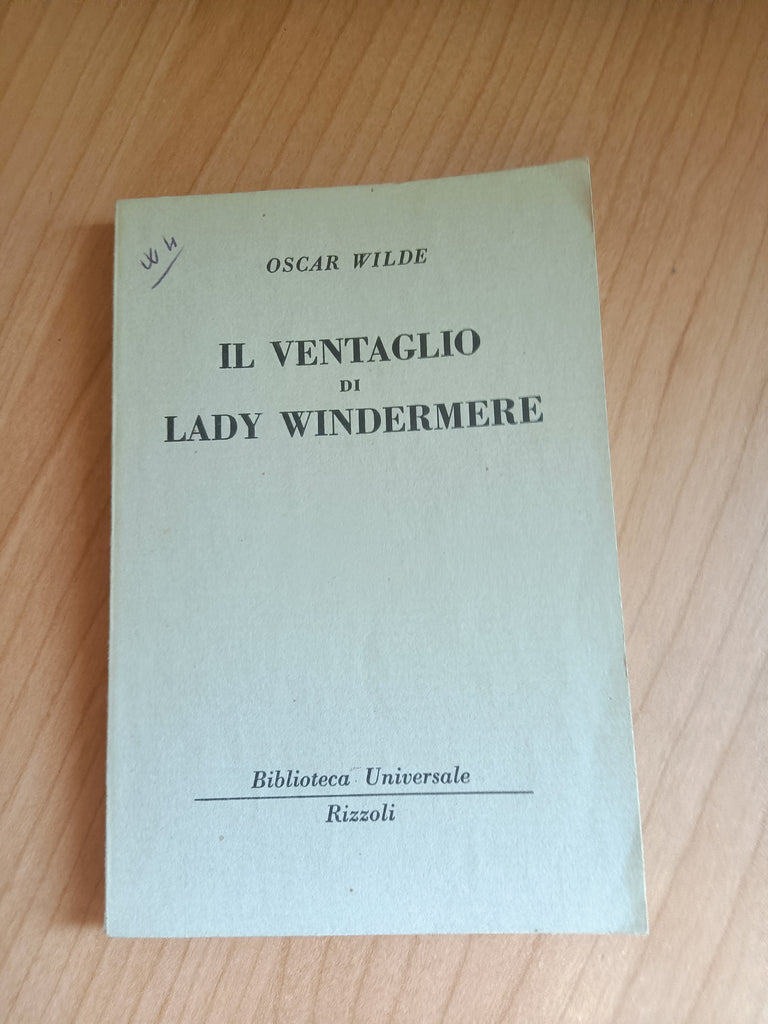 OSCAR WILDE
IL VENTAGLIO
DI
LADY WINDERMERE
Biblioteca Universale
Rizzoli